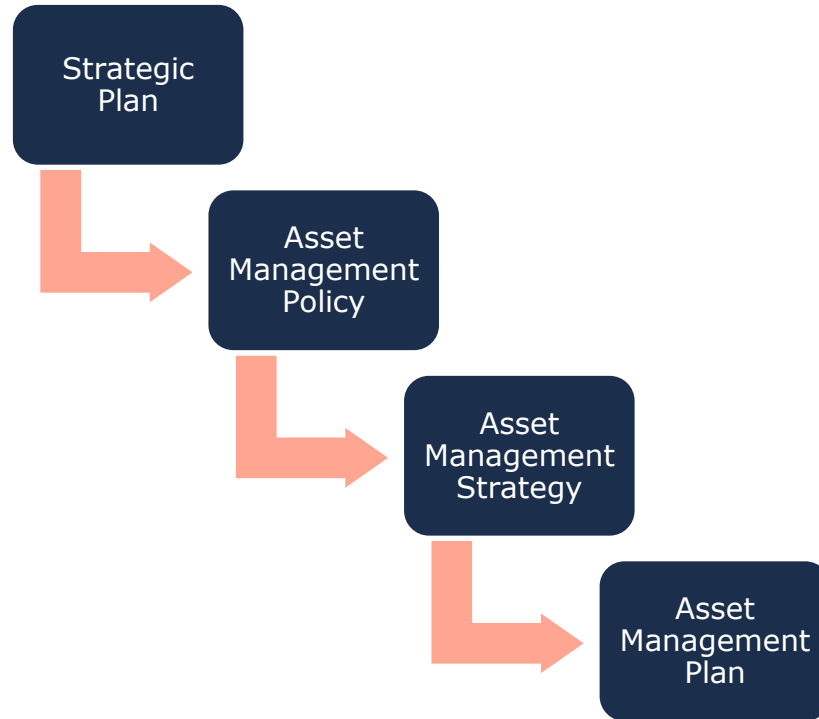 Strategic
Plan
Asset
Management
Policy
Asset
Management
Strategy
Asset
Management
Plan